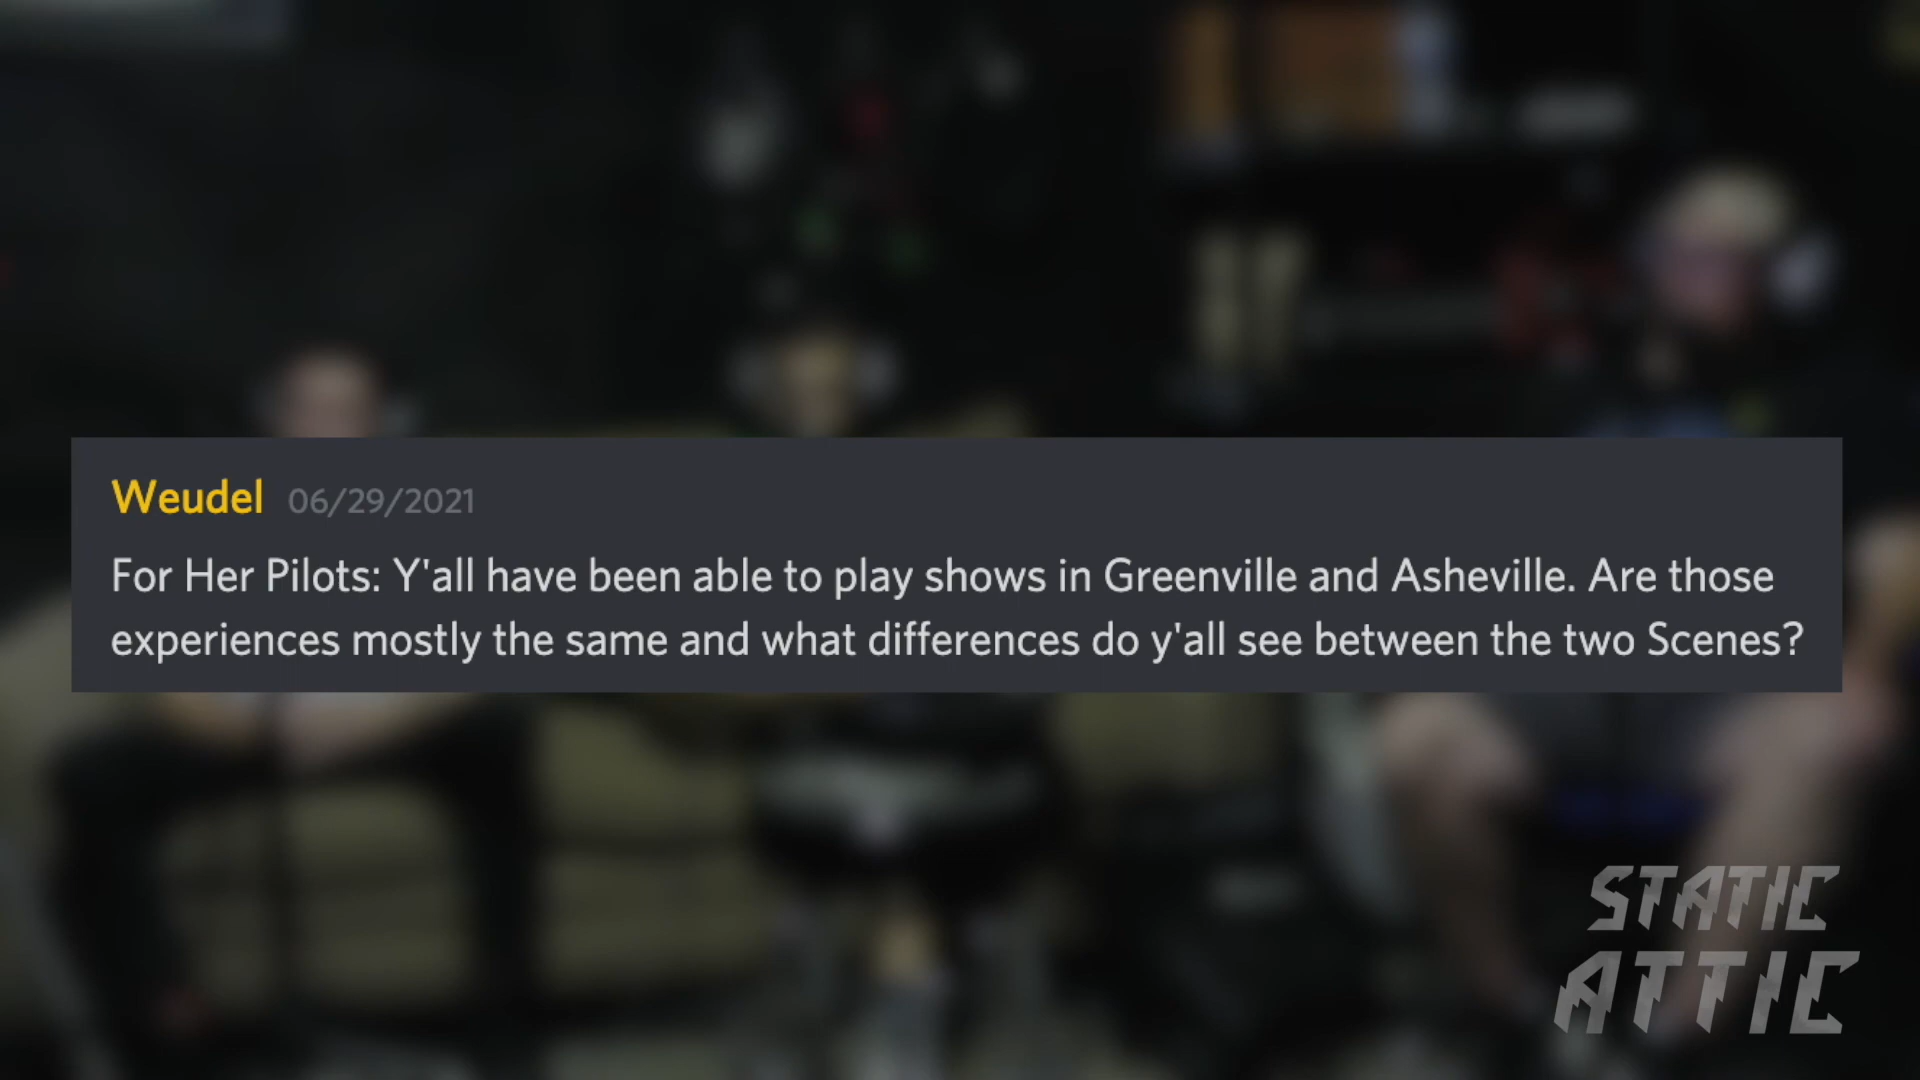 Weudel 06/29/2021
For Her Pilots: Y'all have been able to play shows in Greenville and Asheville. Are those
experiences mostly the same and what differences do y'all see between the two Scenes?
STATIC
ATTIC